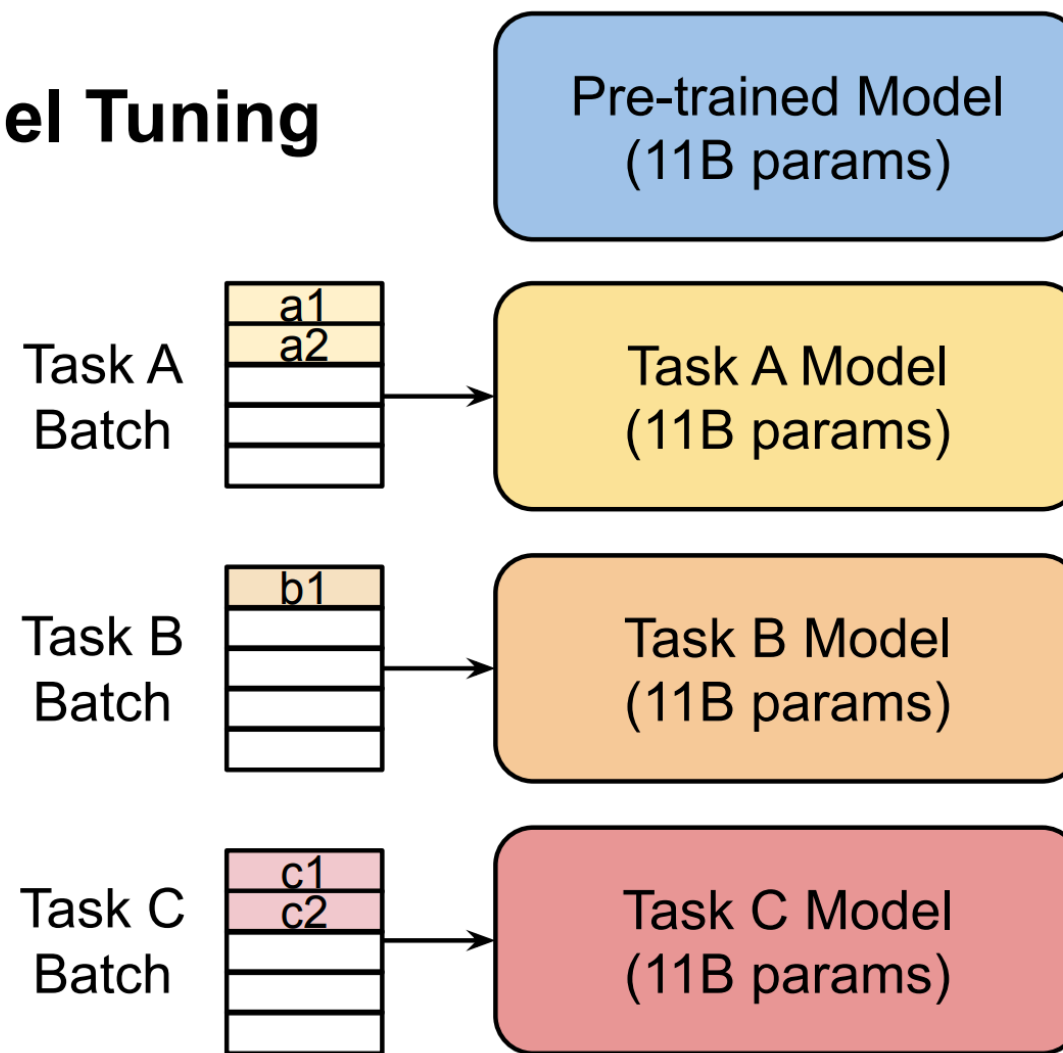 el Tuning
Pre-trained Model
(11B params)
Task A
Batch
a1
a2
Task A Model
(11B params)
Task B
Batch
b1
Task B Model
(11B params)
Task C
Batch
c1
c2
Task C Model
(11B params)